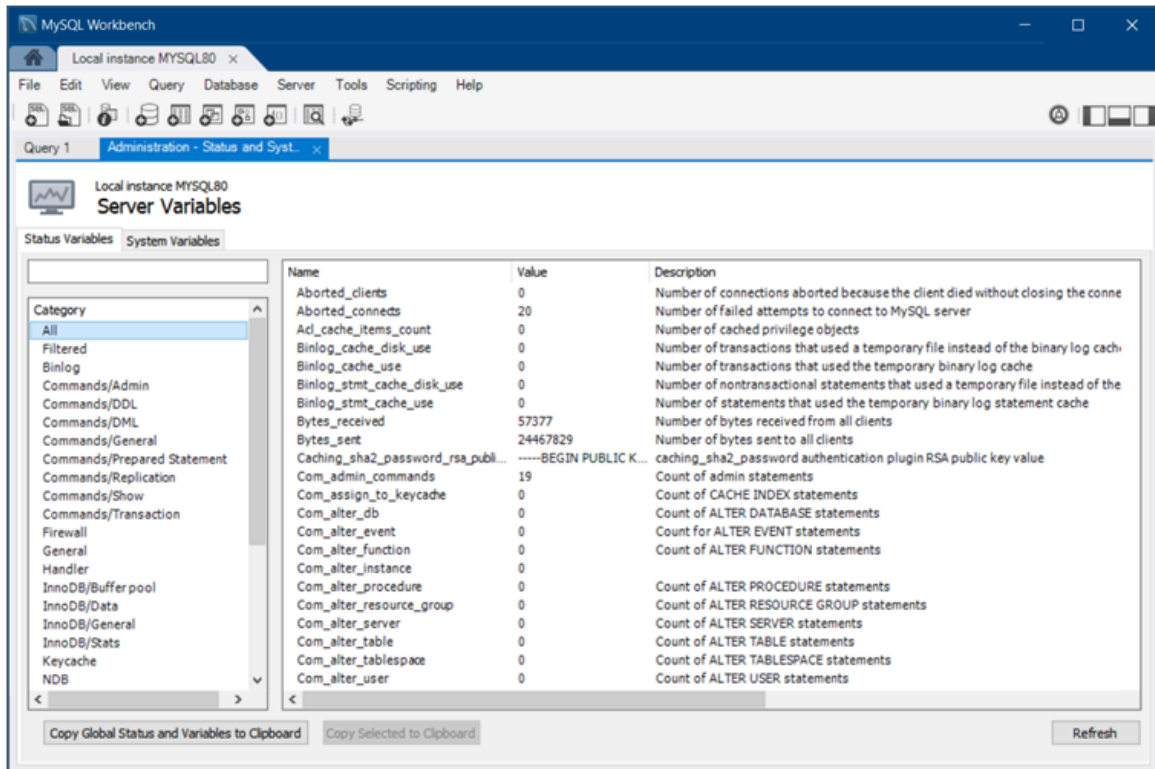 MySQL Workbench
Local instance MYSQL80
File Edit View Query Database Server Tools Scripting Help
Query 1 Administration - Status and Syst...
Local instance MYSQL80
Server Variables
Status Variables System Variables
Category
All
Filtered
Binlog
Commands/Admin
Commands/DDL
Commands/DML
Commands/General
Commands/Prepared Statement
Commands/Replication
Commands/Show
Commands/Transaction
Firewall
General
Handler
InnoDB/Buffer pool
InnoDB/Data
InnoDB/General
InnoDB/Stats
Keycache
NDB
Name Value Description
Aborted_clients 0 Number of connections aborted because the client died without closing the conne
Aborted_connects 20 Number of failed attempts to connect to MySQL server
Acl_cache_items_count 0 Number of cached privilege objects
Binlog_cache_disk_use 0 Number of transactions that used a temporary file instead of the binary log cach
Binlog_cache_use 0 Number of transactions that used the temporary binary log cache
Binlog_stmt_cache_disk_use 0 Number of nontransactional statements that used a temporary file instead of the
Binlog_stmt_cache_use 0 Number of statements that used the temporary binary log statement cache
Bytes_received 57377 Number of bytes received from all clients
Bytes_sent 24467829 Number of bytes sent to all clients
Caching_sha2_password_rsa_publi... -----BEGIN PUBLIC K... caching_sha2_password authentication plugin RSA public key value
Com_admin_commands 19 Count of admin statements
Com_assign_to_keycache 0 Count of CACHE INDEX statements
Com_alter_db 0 Count of ALTER DATABASE statements
Com_alter_event 0 Count for ALTER EVENT statements
Com_alter_function 0 Count of ALTER FUNCTION statements
Com_alter_instance 0
Com_alter_procedure 0 Count of ALTER PROCEDURE statements
Com_alter_resource_group 0 Count of ALTER RESOURCE GROUP statements
Com_alter_server 0 Count of ALTER SERVER statements
Com_alter_table 0 Count of ALTER TABLE statements
Com_alter_tablespace 0 Count of ALTER TABLESPACE statements
Com_alter_user 0 Count of ALTER USER statements
Copy Global Status and Variables to Clipboard Copy Selected to Clipboard Refresh